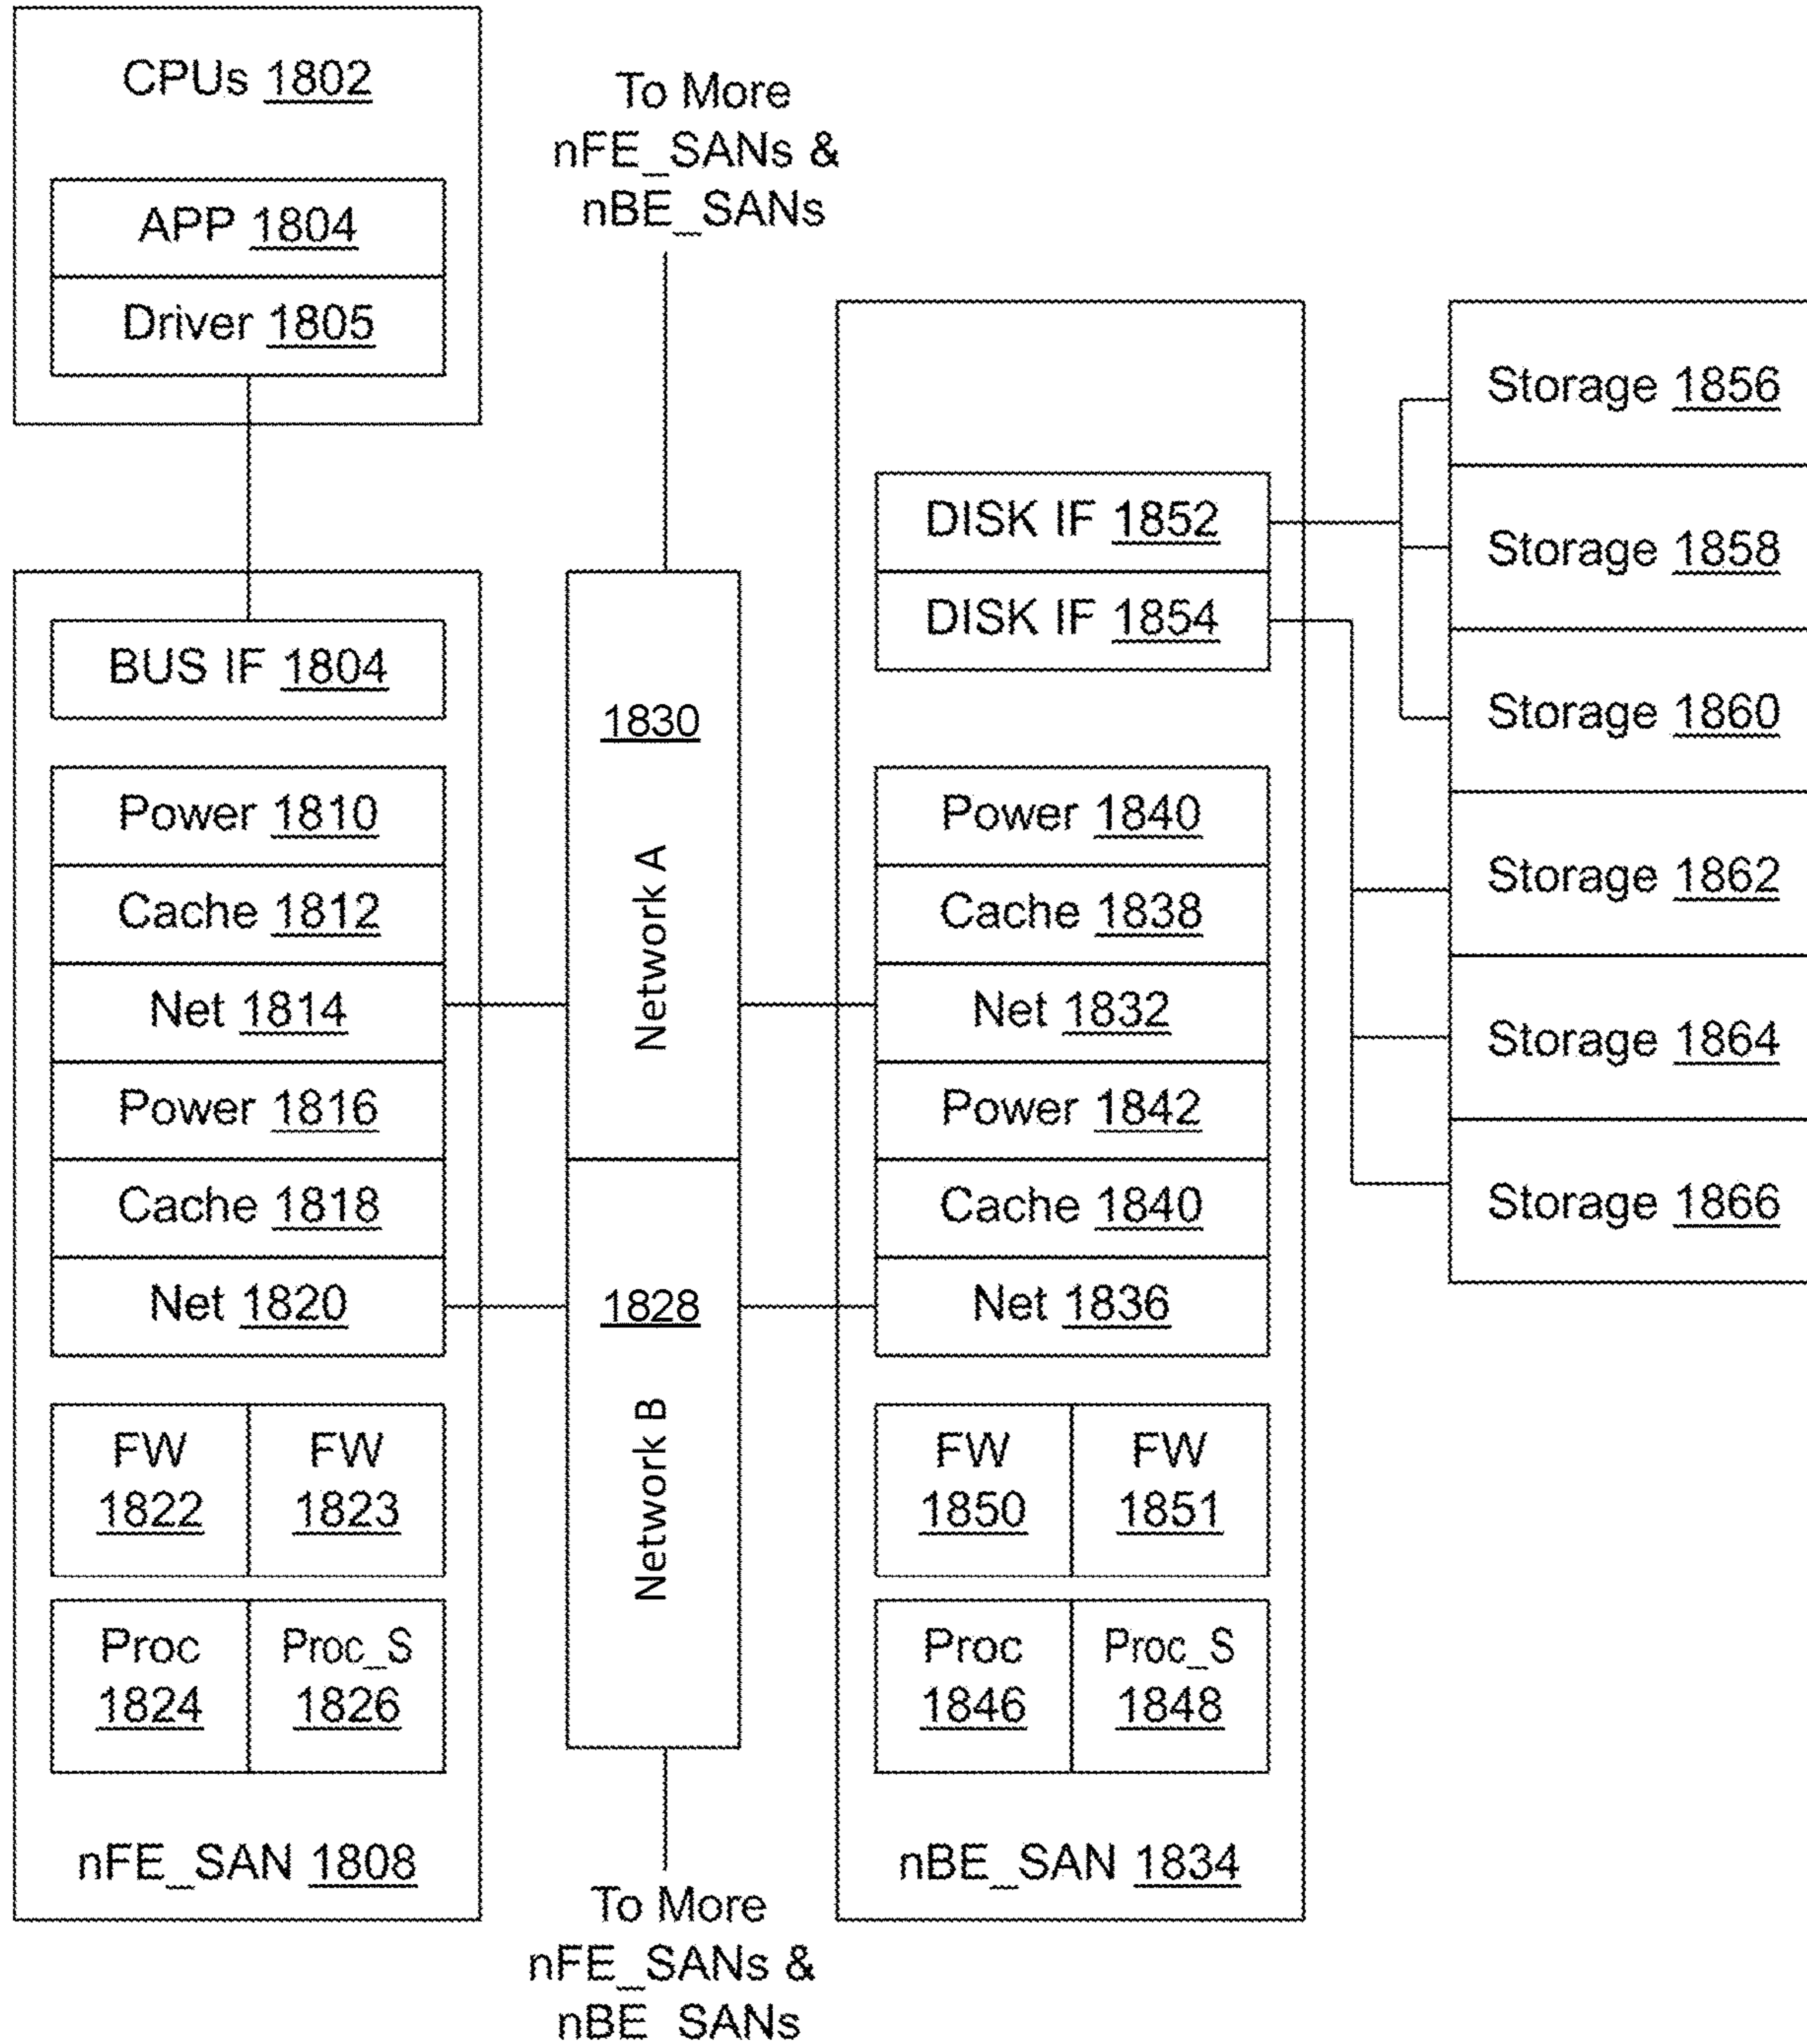 CPUs 1802
APP 1804
Driver 1805
BUS IF 1804
Power 1810
Cache 1812
Net 1814
Power 1816
Cache 1818
Net 1820
FW
1822
FW
1823
Proc
1824
Proc_S
1826
nFE_SAN 1808
To More
nFE_SANs &
nBE_SANs
1830
Network A
1828
Network B
To More
nFE_SANs &
nBE_SANs
DISK IF 1852
DISK IF 1854
Power 1840
Cache 1838
Net 1832
Power 1842
Cache 1840
Net 1836
FW
1850
FW
1851
Proc
1846
Proc_S
1848
nBE_SAN 1834
Storage 1856
Storage 1858
Storage 1860
Storage 1862
Storage 1864
Storage 1866